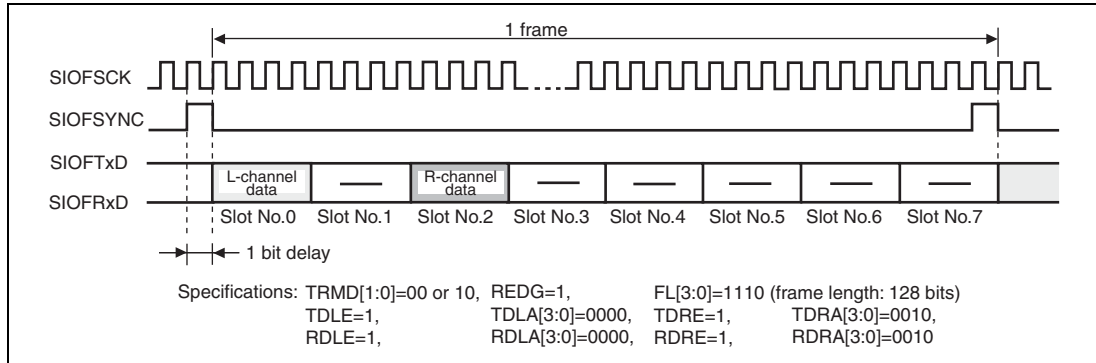 1 frame
SIOFSCK
SIOFSYNC
SIOFTxD
SIOFRxD
L-channel
data
R-channel
data
Slot No.0 Slot No.1 Slot No.2 Slot No.3 Slot No.4 Slot No.5 Slot No.6 Slot No.7
1 bit delay
Specifications: TRMD[1:0]=00 or 10, REDG=1, FL[3:0]=1110 (frame length: 128 bits)
TDLE=1, TDLA[3:0]=0000, TDRE=1, TDRA[3:0]=0010,
RDLE=1, RDLA[3:0]=0000, RDRE=1, RDRA[3:0]=0010